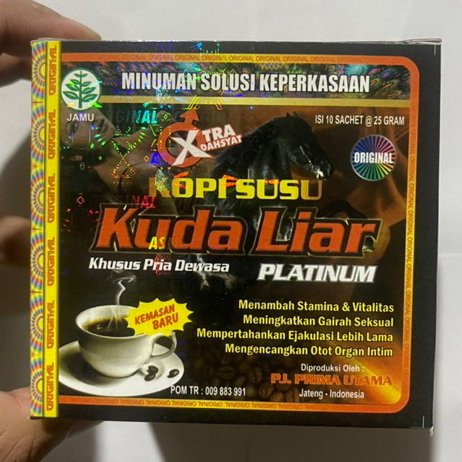 MINUMAN SOLUSI KEPERKASAAN
JAMU
ISI 10 SACHET @ 25 GRAM
ORIGINAL
XTRA
DAHSYAT
ORIGINAL
KOPI SUSU
Kuda Liar
AS
Khusus Pria Dewasa
PLATINUM
KEMASAN
BARU
Menambah Stamina & Vitalitas
Meningkatkan Gairah Seksual
Mempertahankan Ejakulasi Lebih Lama
Mengencangkan Otot Organ Intim
Diproduksi Oleh :
P.J. PRIMA UTAMA
Jateng - Indonesia
POM TR : 009 883 991